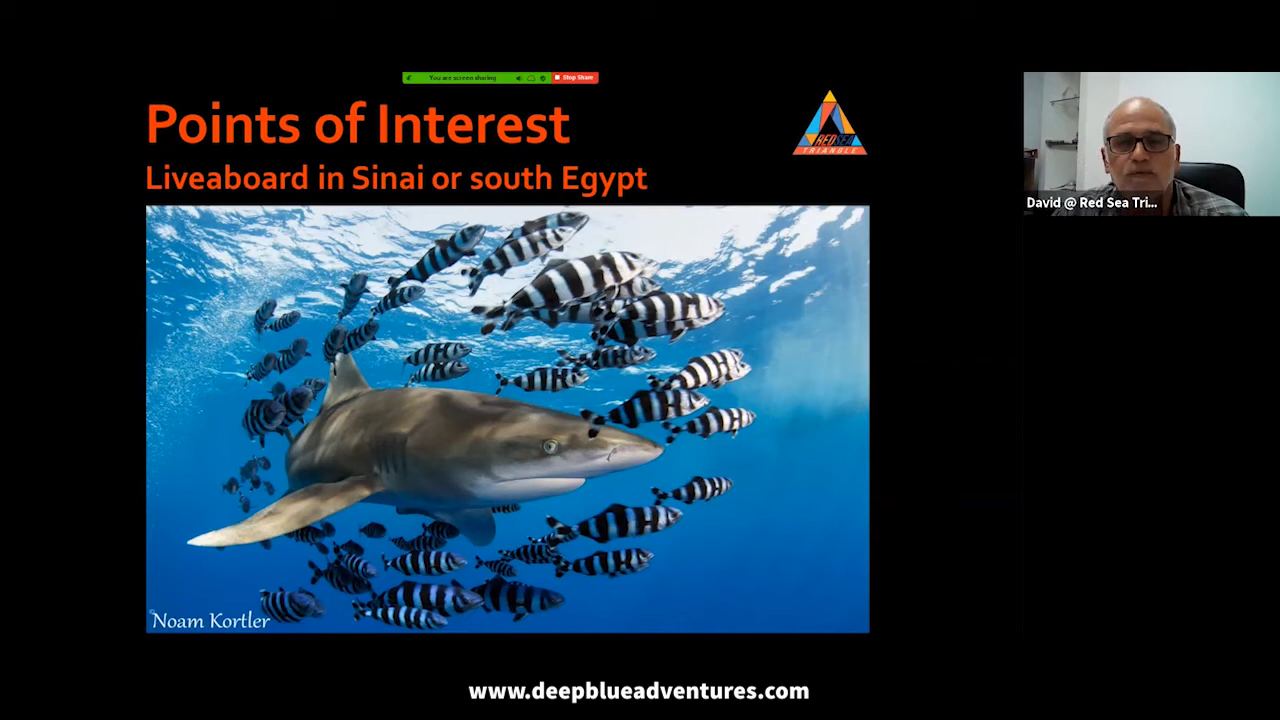 You are screen sharing
Stop Share
Points of Interest
Liveaboard in Sinai or south Egypt
RED SEA
TRIANGLE
David @ Red Sea Tri...
©Noam Kortler
www.deepblueadventures.com